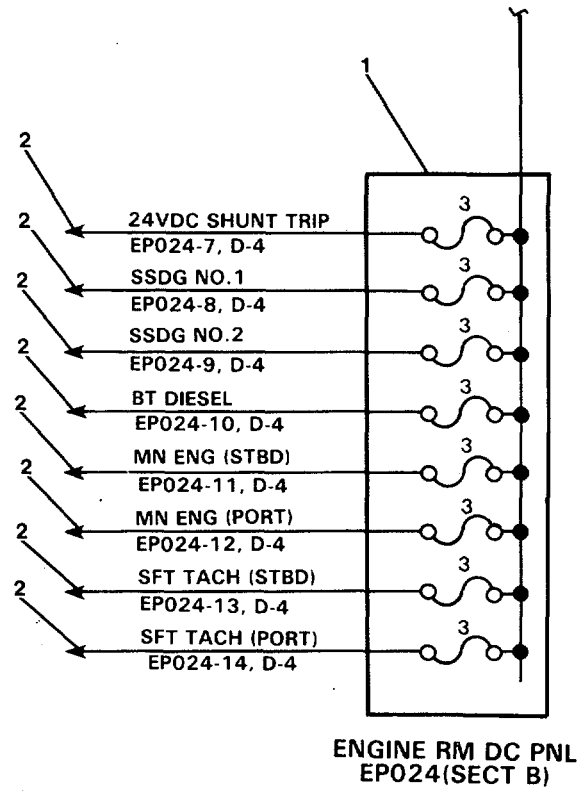 1
2
24VDC SHUNT TRIP
3
EP024-7, D-4
2
SSDG NO.1
3
EP024-8, D-4
2
SSDG NO.2
3
EP024-9, D-4
2
BT DIESEL
3
EP024-10, D-4
2
MN ENG (STBD)
3
EP024-11, D-4
2
MN ENG (PORT)
3
EP024-12, D-4
2
SFT TACH (STBD)
3
EP024-13, D-4
2
SFT TACH (PORT)
3
EP024-14, D-4
ENGINE RM DC PNL
EP024(SECT B)